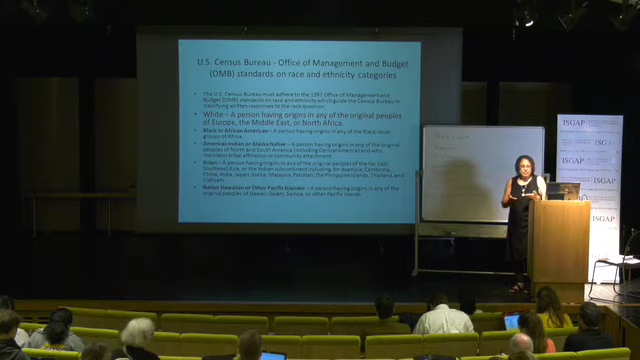 U.S. Census Bureau - Office of Management and Budget
(OMB) standards on race and ethnicity categories
• The U.S. Census Bureau must adhere to the 1997 Office of Management and
Budget (OMB) standards on race and ethnicity which guide the Census Bureau in
classifying written responses to the race question:
• White – A person having origins in any of the original peoples
of Europe, the Middle East, or North Africa.
• Black or African American – A person having origins in any of the Black racial
groups of Africa.
• American Indian or Alaska Native – A person having origins in any of the original
peoples of North and South America (including Central America) and who
maintains tribal affiliation or community attachment.
• Asian – A person having origins in any of the original peoples of the Far East,
Southeast Asia, or the Indian subcontinent including, for example, Cambodia,
China, India, Japan, Korea, Malaysia, Pakistan, the Philippine Islands, Thailand, and
Vietnam.
• Native Hawaiian or Other Pacific Islander – A person having origins in any of the
original peoples of Hawaii, Guam, Samoa, or other Pacific Islands.
ISGAP
ISGAP